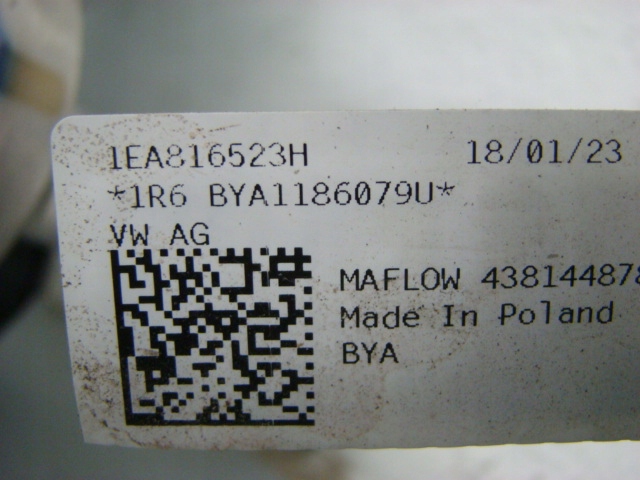 1EA816523H 18/01/23
*1R6 BYA1186079U*
VW AG
MAFLOW 43814487
Made In Poland
BYA